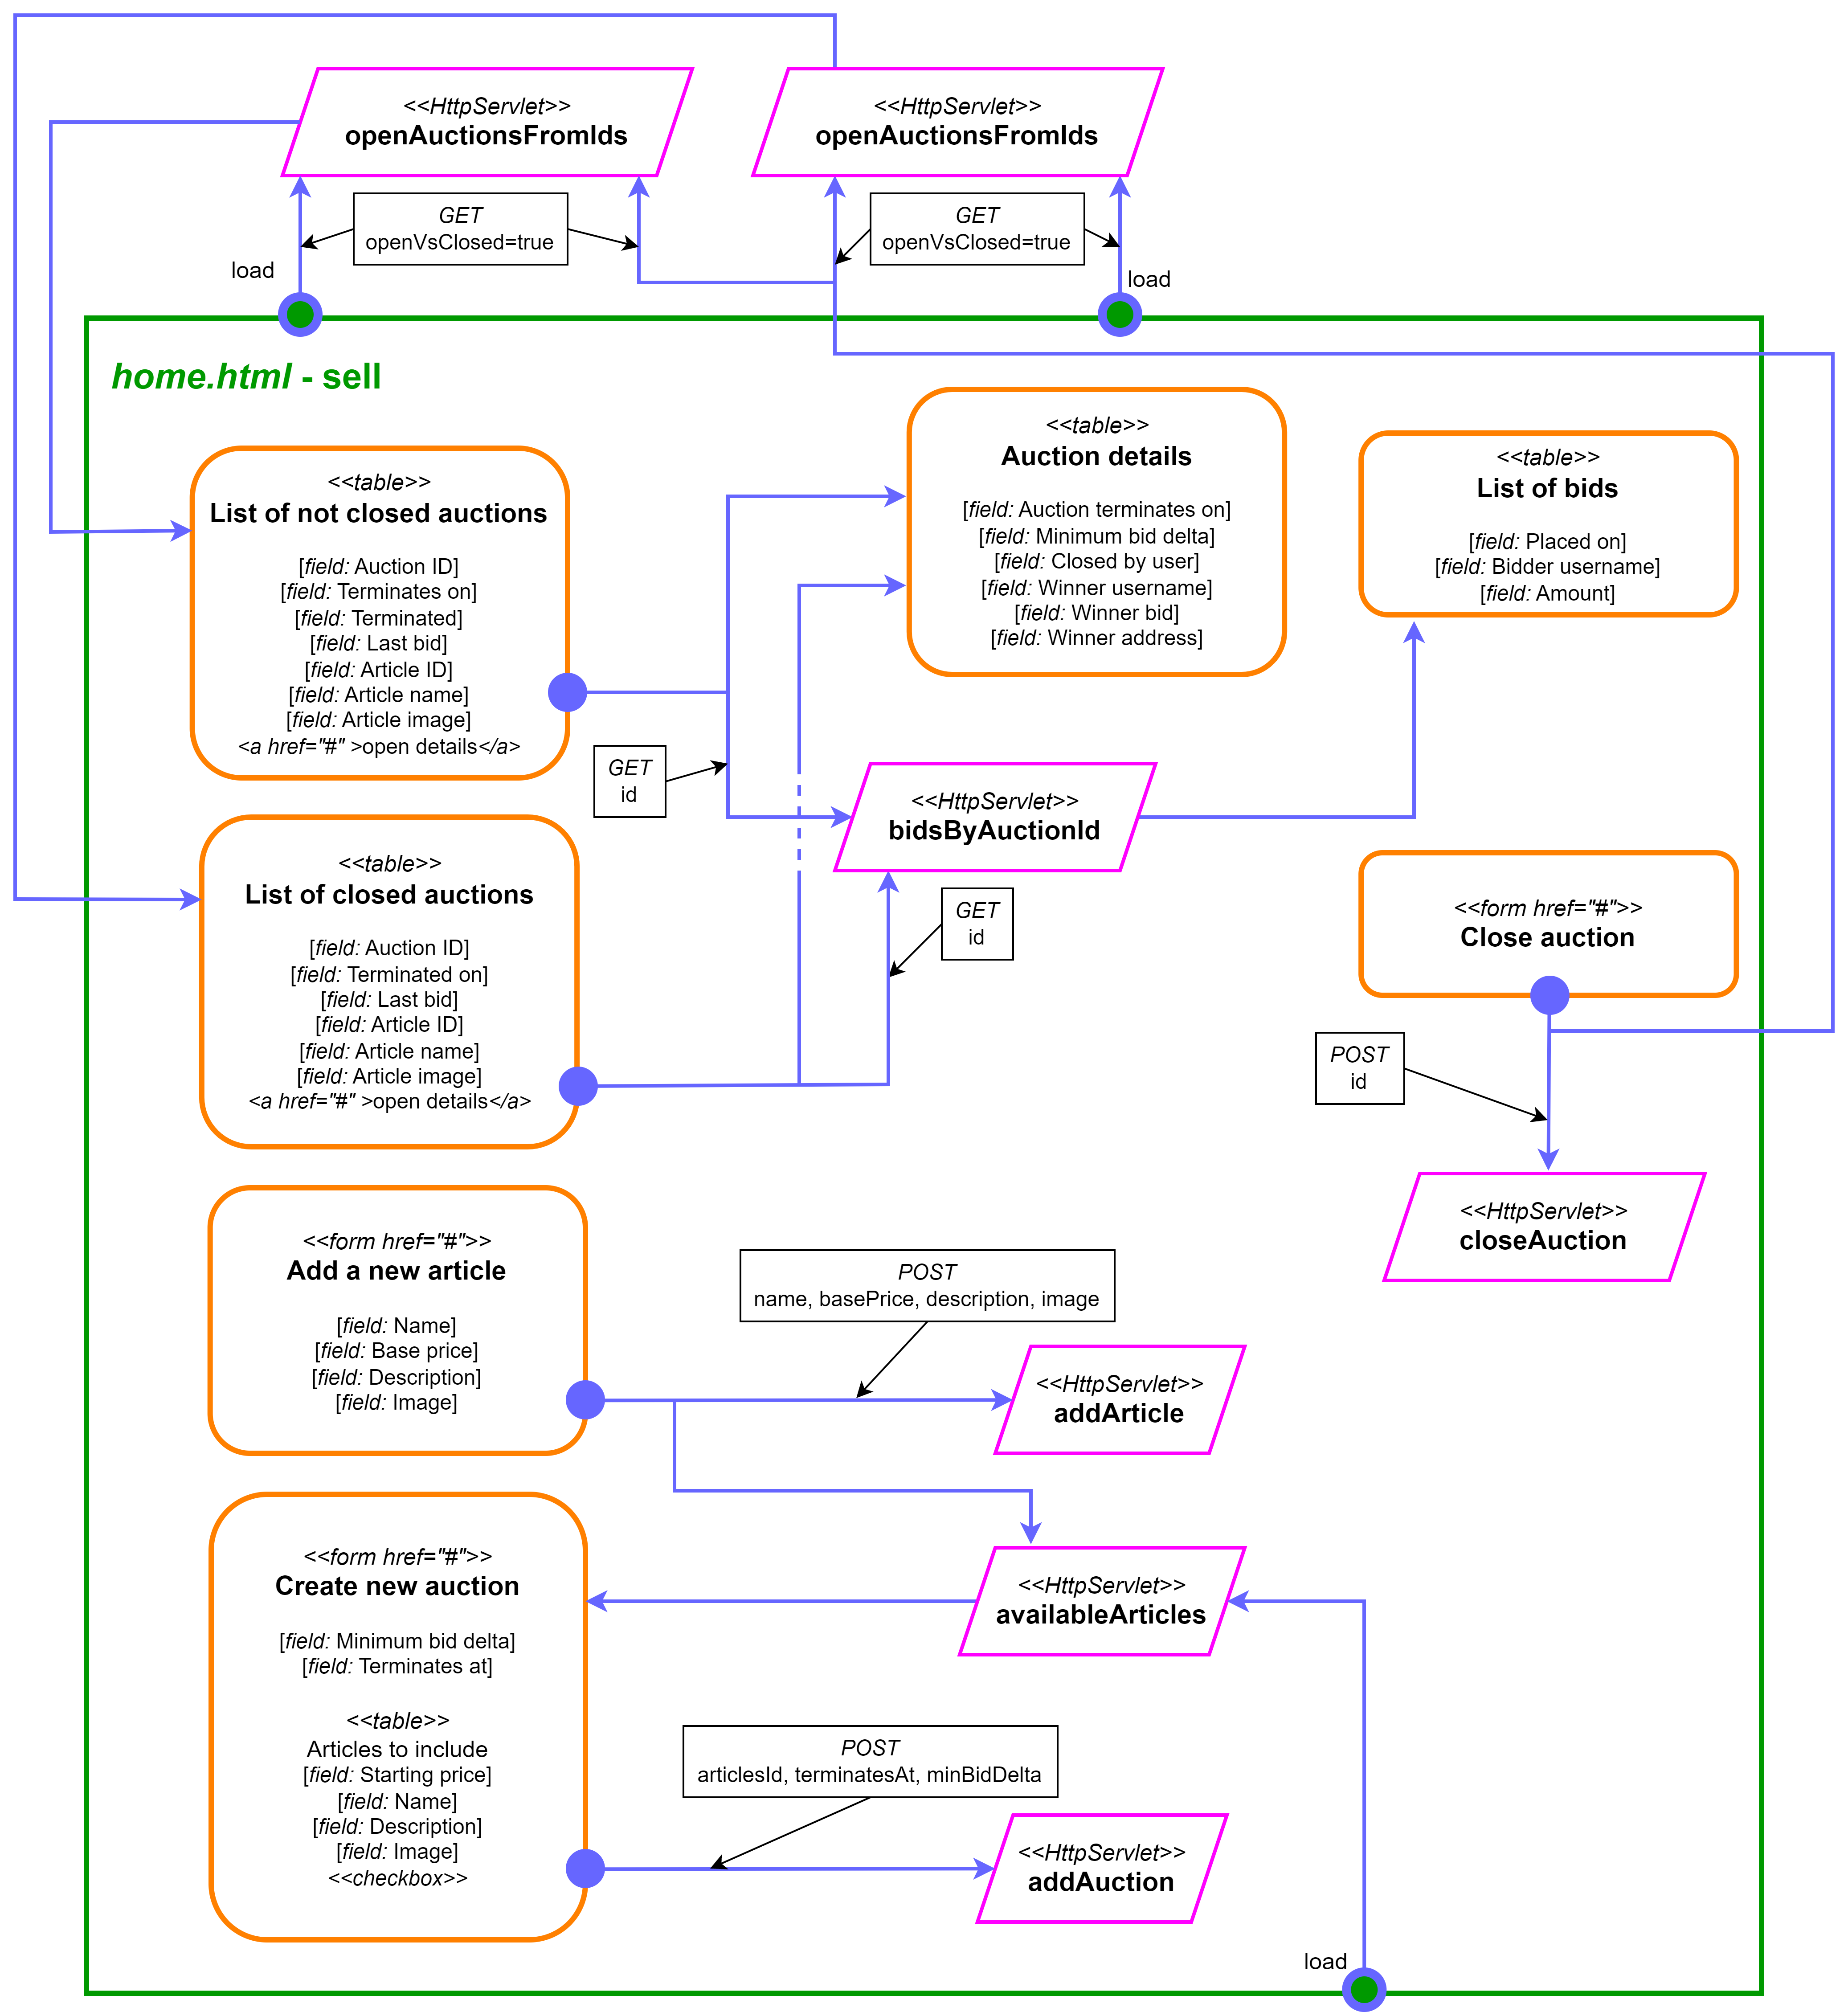 <<HttpServlet>>
openAuctionsFromIds
<<HttpServlet>>
openAuctionsFromIds
GET
openVsClosed=true
GET
openVsClosed=true
load
load
home.html - sell
<<table>>
List of not closed auctions
[field: Auction ID]
[field: Terminates on]
[field: Terminated]
[field: Last bid]
[field: Article ID]
[field: Article name]
[field: Article image]
<a href="#" >open details</a>
<<table>>
Auction details
[field: Auction terminates on]
[field: Minimum bid delta]
[field: Closed by user]
[field: Winner username]
[field: Winner bid]
[field: Winner address]
<<table>>
List of bids
[field: Placed on]
[field: Bidder username]
[field: Amount]
GET
id
<<HttpServlet>>
bidsByAuctionId
<<table>>
List of closed auctions
[field: Auction ID]
[field: Terminated on]
[field: Last bid]
[field: Article ID]
[field: Article name]
[field: Article image]
<a href="#" >open details</a>
GET
id
<<form href="#">>
Close auction
POST
id
<<HttpServlet>>
closeAuction
<<form href="#">>
Add a new article
[field: Name]
[field: Base price]
[field: Description]
[field: Image]
POST
name, basePrice, description, image
<<HttpServlet>>
addArticle
<<form href="#">>
Create new auction
[field: Minimum bid delta]
[field: Terminates at]
<<table>>
Articles to include
[field: Starting price]
[field: Name]
[field: Description]
[field: Image]
<<checkbox>>
<<HttpServlet>>
availableArticles
POST
articlesId, terminatesAt, minBidDelta
<<HttpServlet>>
addAuction
load